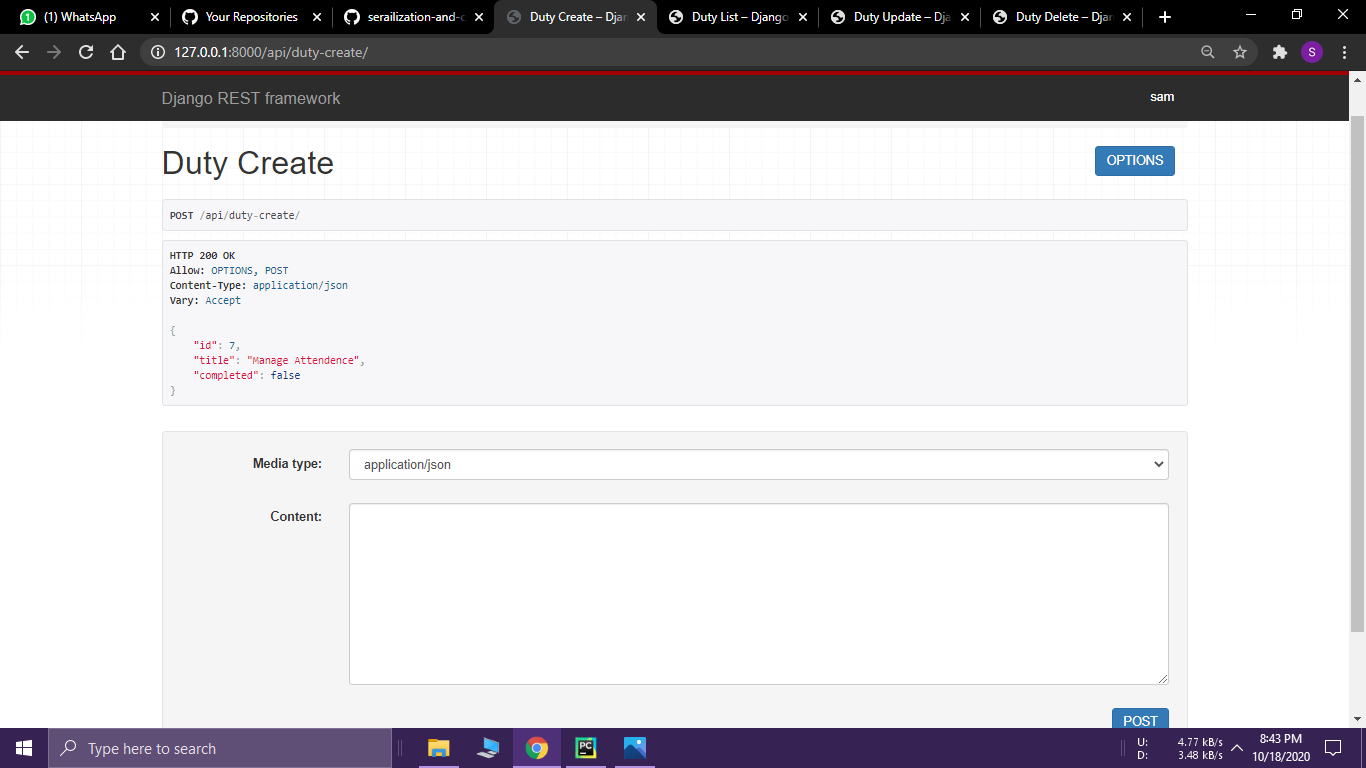 (1) WhatsApp
Your Repositories
serailization-and-c
Duty Create – Djan
Duty List – Django
Duty Update – Dja
Duty Delete – Djan
127.0.0.1:8000/api/duty-create/
S
Django REST framework
sam
Duty Create
OPTIONS
POST /api/duty-create/
HTTP 200 OK
Allow: OPTIONS, POST
Content-Type: application/json
Vary: Accept
{
"id": 7,
"title": "Manage Attendence",
"completed": false
}
Media type:
application/json
Content:
POST
Type here to search
PC
U: 4.77 kB/s
D: 3.48 kB/s
8:43 PM
10/18/2020